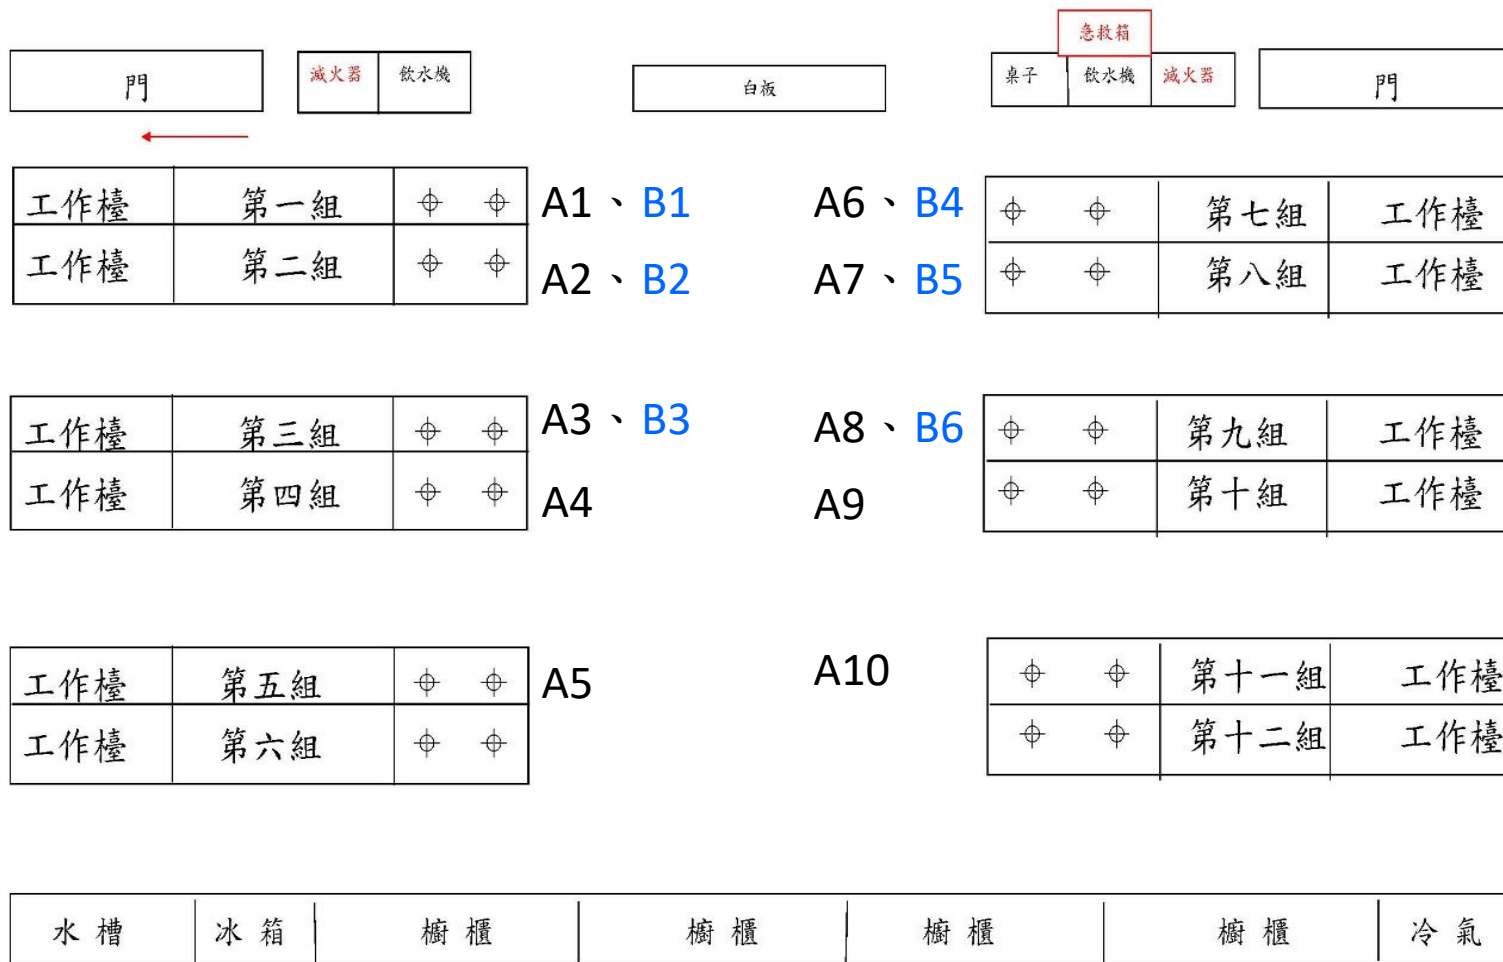 急救箱
門 滅火器 飲水機 白板 桌子 飲水機 滅火器 門
工作檯 第一組 A1、B1 A6、B4 第七組 工作檯
工作檯 第二組 A2、B2 A7、B5 第八組 工作檯
工作檯 第三組 A3、B3 A8、B6 第九組 工作檯
工作檯 第四組 A4 A9 第十組 工作檯
工作檯 第五組 A5 A10 第十一組 工作檯
工作檯 第六組 第十二組 工作檯
水槽 冰箱 櫥櫃 櫥櫃 櫥櫃 櫥櫃 冷氣